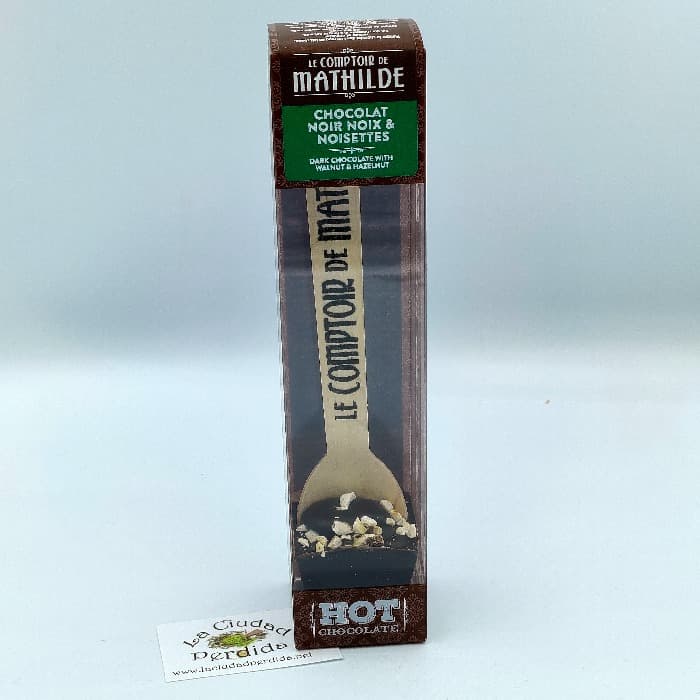 LE COMPTOIR DE
MATHILDE
CHOCOLAT
NOIR NOIX &
NOISETTES
DARK CHOCOLATE WITH
WALNUT & HAZELNUT
LE COMPTOIR DE MAT
HOT
CHOCOLATE
La Ciudad
Perdida
www.laciudadperdida.net